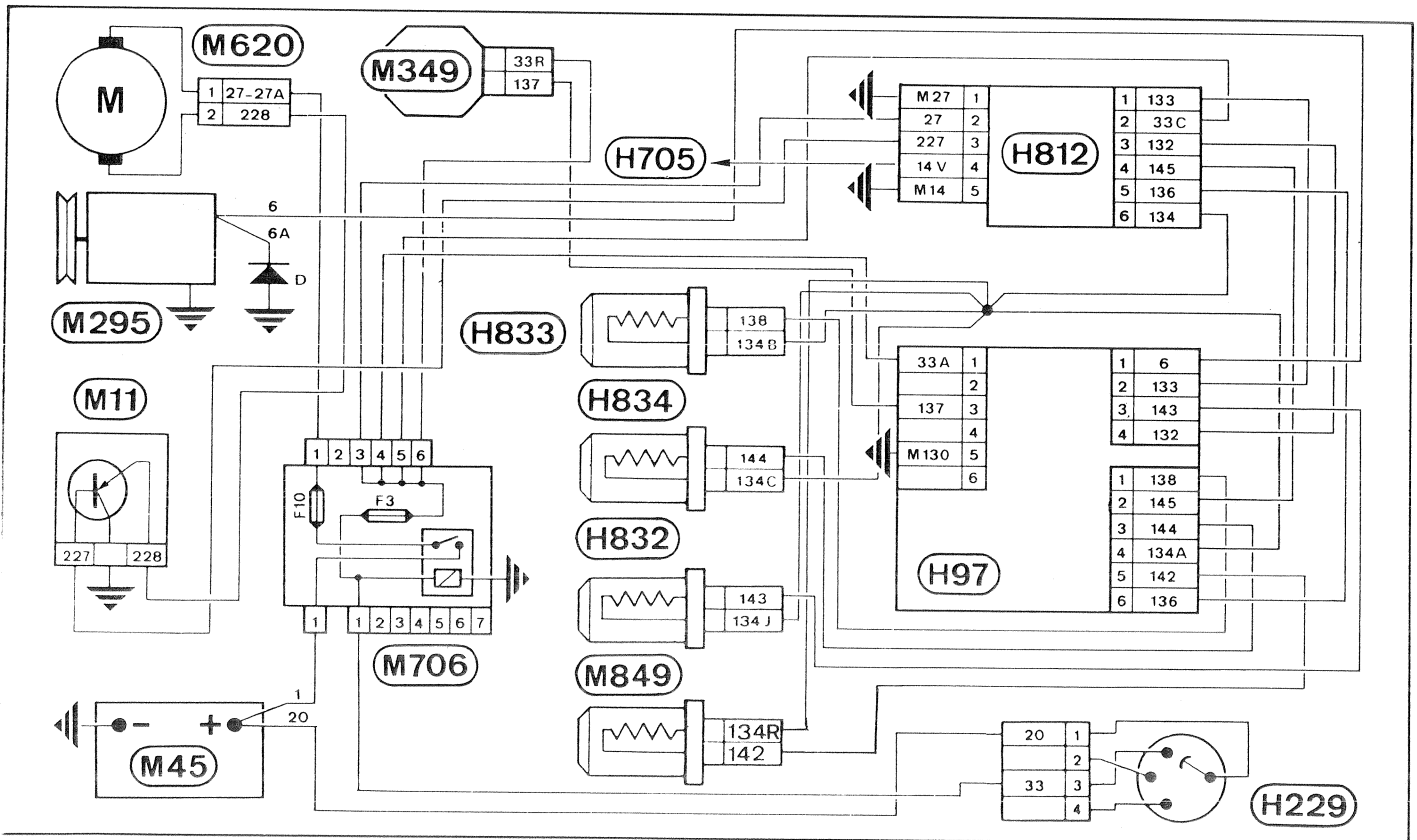 M620
M
1 27-27A
2 228
M349
33R
137
M27 1
27 2
227 3
14V 4
M14 5
H812
1 133
2 33C
3 132
4 145
5 136
6 134
H705
6
6A
D
M295
H833
138
134B
33A 1
2
137 3
4
M130 5
6
1 6
2 133
3 143
4 132
1 138
2 145
3 144
4 134A
5 142
6 136
H97
M11
227 228
H834
144
134C
1 2 3 4 5 6
F10
F3
1 1 2 3 4 5 6 7
M706
H832
143
134J
M849
134R
142
1
20
- +
M45
20 1
2
33 3
4
H229